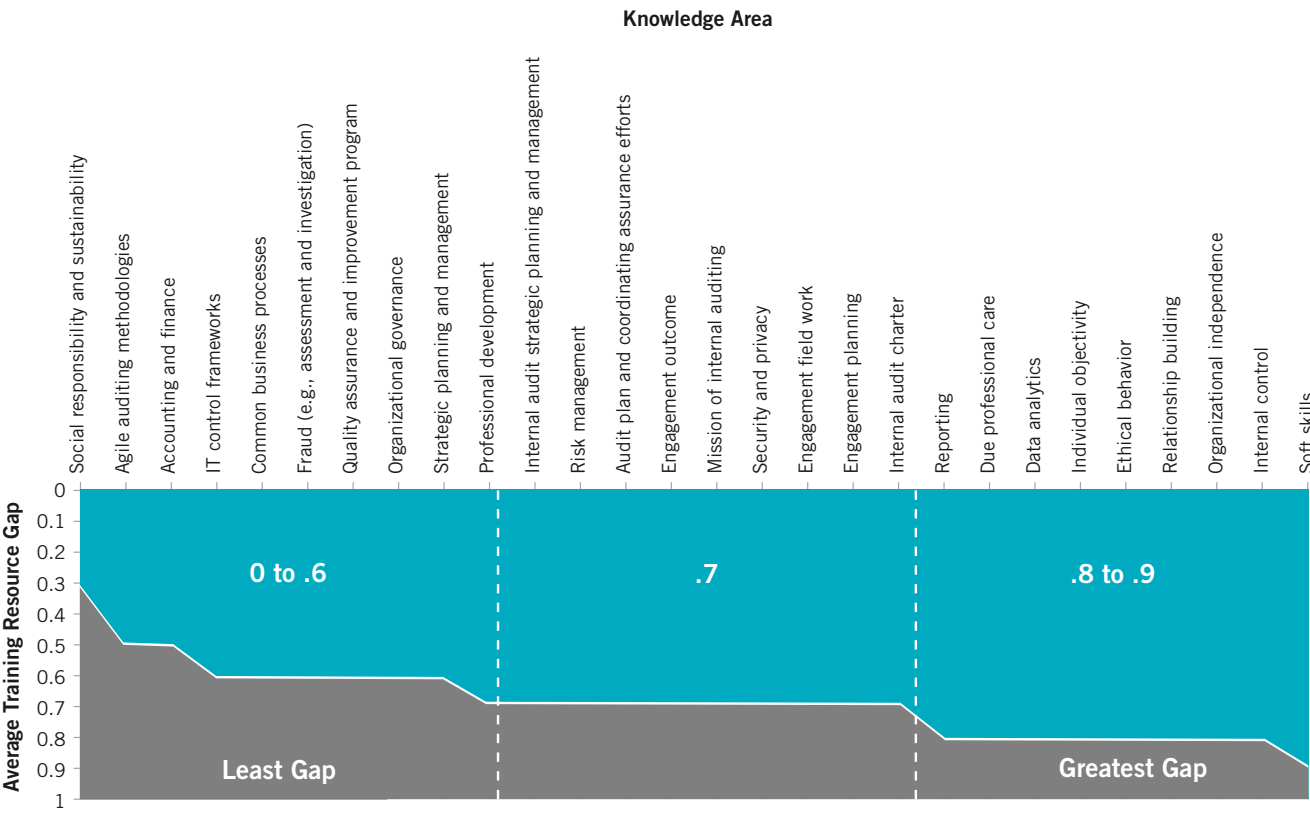 Knowledge Area
Social responsibility and sustainability
Agile auditing methodologies
Accounting and finance
IT control frameworks
Common business processes
Fraud (e.g., assessment and investigation)
Quality assurance and improvement program
Organizational governance
Strategic planning and management
Professional development
Internal audit strategic planning and management
Risk management
Audit plan and coordinating assurance efforts
Engagement outcome
Mission of internal auditing
Security and privacy
Engagement field work
Engagement planning
Internal audit charter
Reporting
Due professional care
Data analytics
Individual objectivity
Ethical behavior
Relationship building
Organizational independence
Internal control
Soft skills
Average Training Resource Gap
0
0.1
0.2
0.3
0.4
0.5
0.6
0.7
0.8
0.9
1
0 to .6
.7
.8 to .9
Least Gap
Greatest Gap